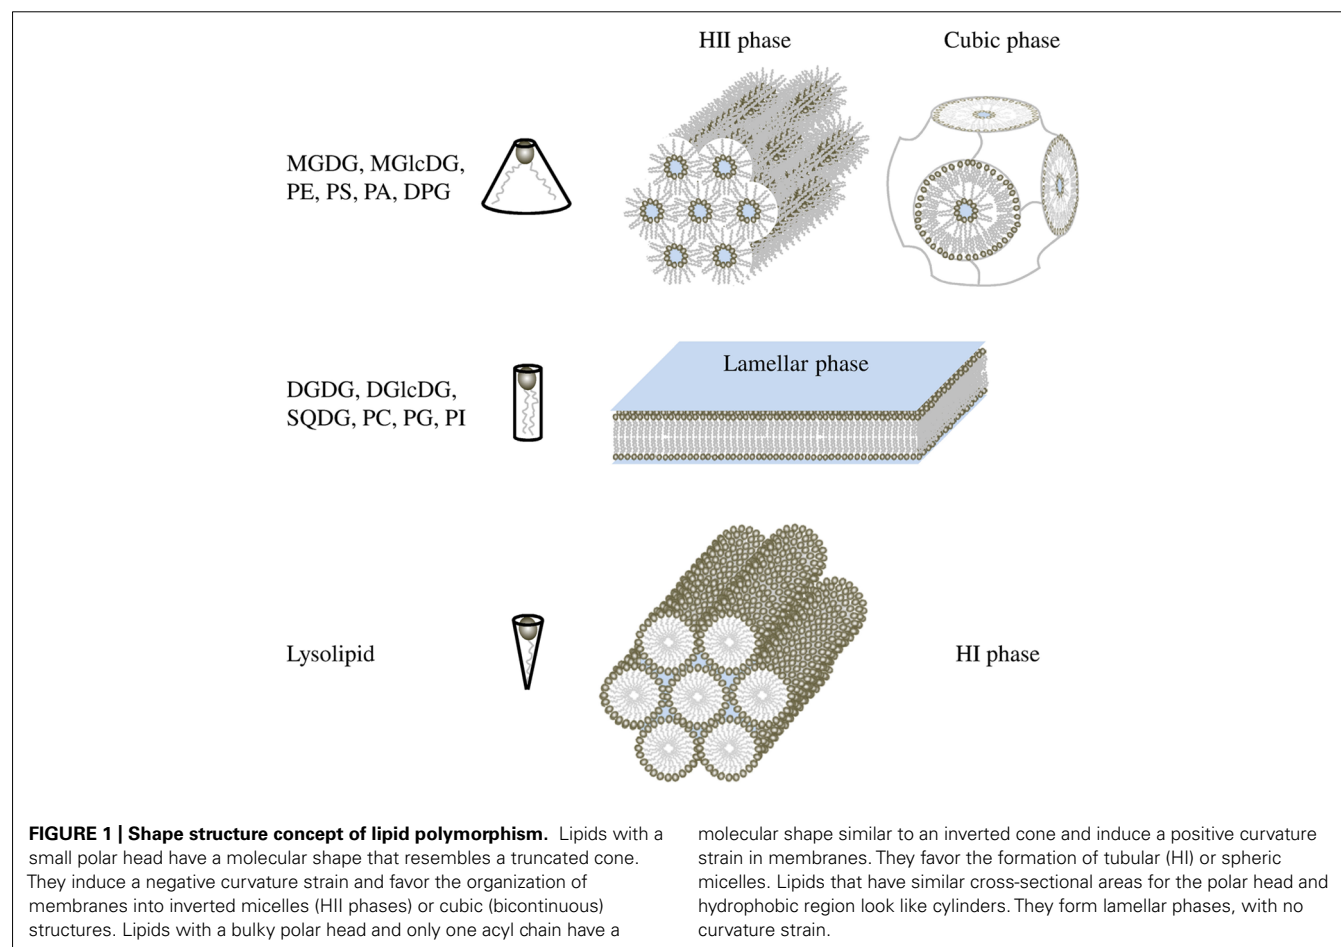 HII phase
Cubic phase
MGDG, MGlcDG,
PE, PS, PA, DPG
DGDG, DGlcDG,
SQDG, PC, PG, PI
Lamellar phase
Lysolipid
HI phase
FIGURE 1 | Shape structure concept of lipid polymorphism. Lipids with a
small polar head have a molecular shape that resembles a truncated cone.
They induce a negative curvature strain and favor the organization of
membranes into inverted micelles (HII phases) or cubic (bicontinuous)
structures. Lipids with a bulky polar head and only one acyl chain have a
molecular shape similar to an inverted cone and induce a positive curvature
strain in membranes. They favor the formation of tubular (HI) or spheric
micelles. Lipids that have similar cross-sectional areas for the polar head and
hydrophobic region look like cylinders. They form lamellar phases, with no
curvature strain.